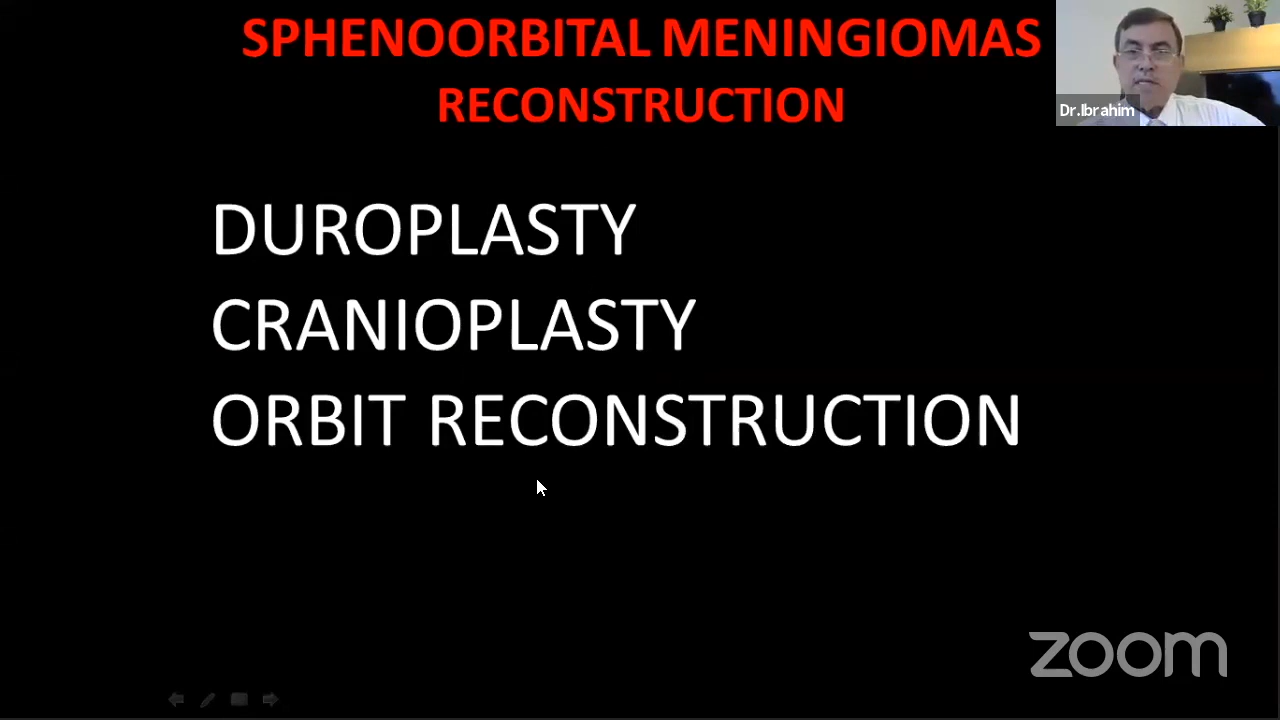 SPHENOORBITAL MENINGIOMAS
RECONSTRUCTION
Dr.Ibrahim
DUROPLASTY
CRANIOPLASTY
ORBIT RECONSTRUCTION
zoom